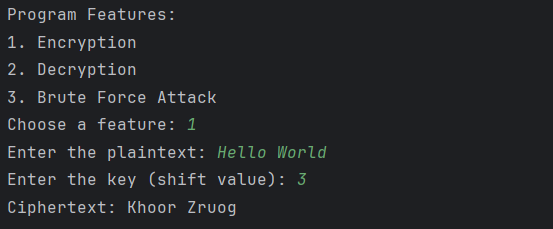 Program Features:
1. Encryption
2. Decryption
3. Brute Force Attack
Choose a feature: 1
Enter the plaintext: Hello World
Enter the key (shift value): 3
Ciphertext: Khoor Zruog